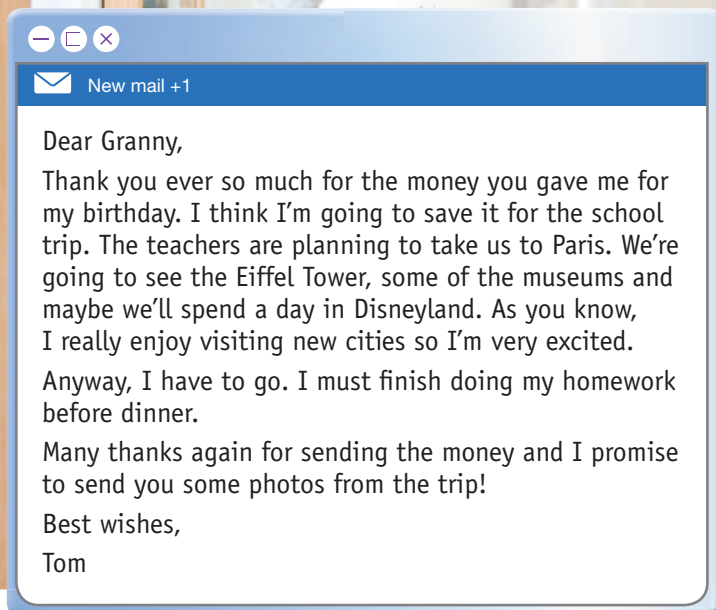 New mail +1
Dear Granny,
Thank you ever so much for the money you gave me for
my birthday. I think I'm going to save it for the school
trip. The teachers are planning to take us to Paris. We're
going to see the Eiffel Tower, some of the museums and
maybe we'll spend a day in Disneyland. As you know,
I really enjoy visiting new cities so I'm very excited.
Anyway, I have to go. I must finish doing my homework
before dinner.
Many thanks again for sending the money and I promise
to send you some photos from the trip!
Best wishes,
Tom